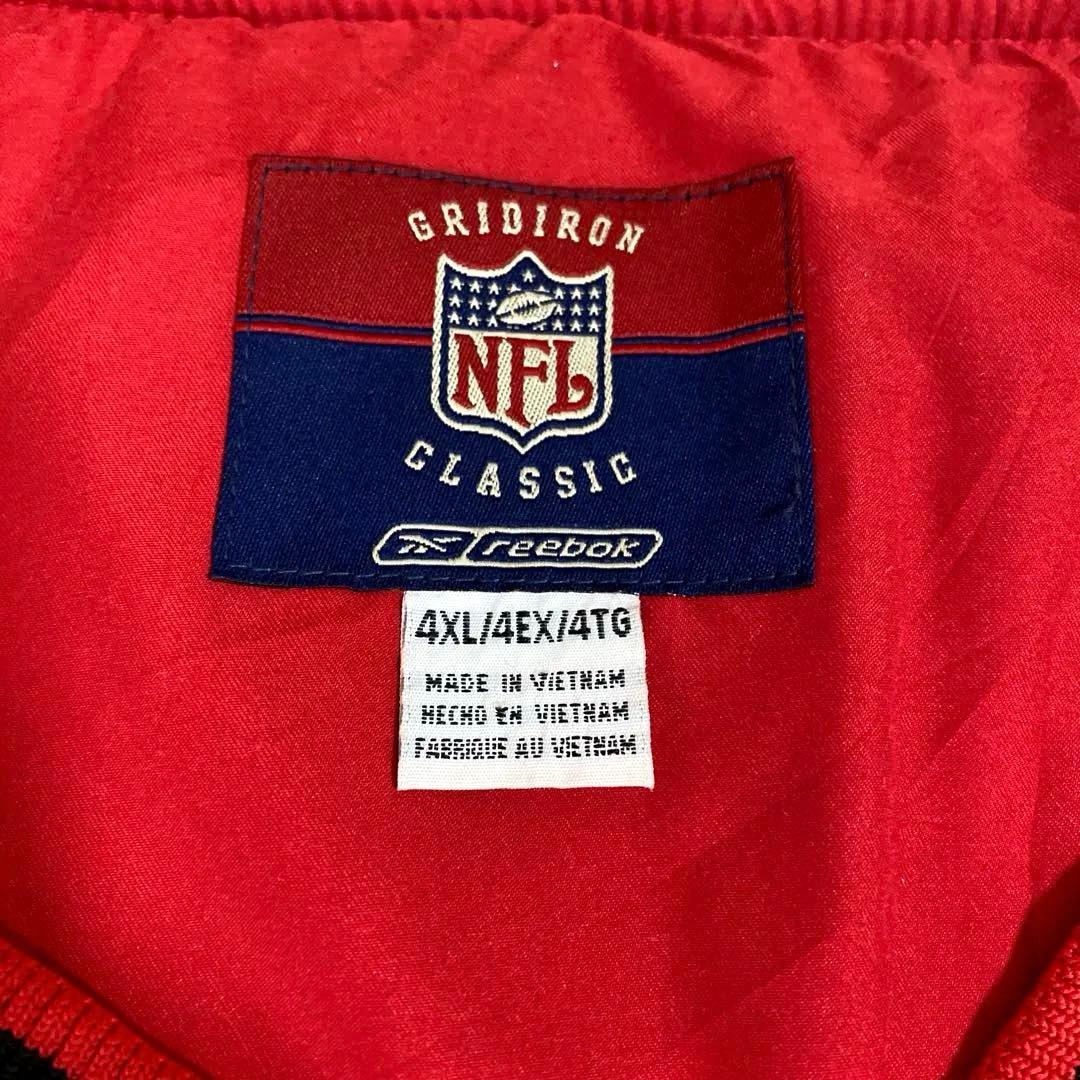 GRIDIRON
NFL
CLASSIC
reebok
4XL/4EX/4TG
MADE IN VIETNAM
HECHO EN VIETNAM
FABRIQUE AU VIETNAM